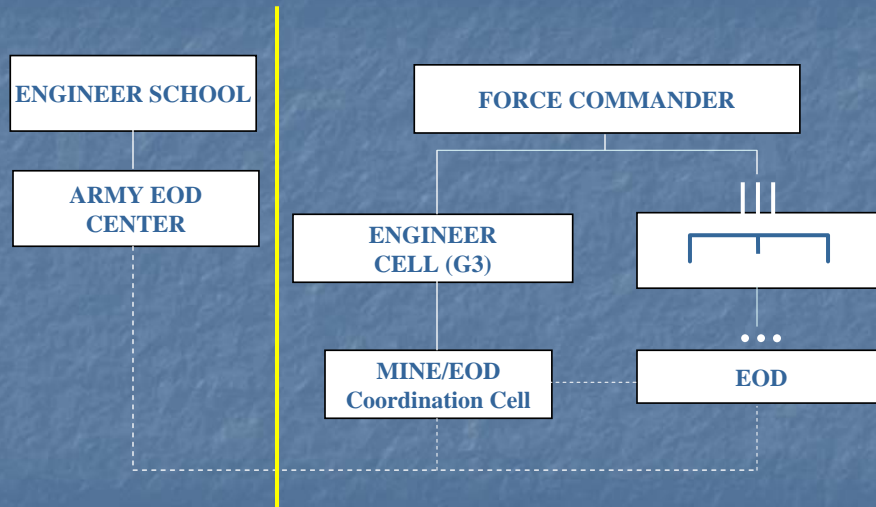 ENGINEER SCHOOL
ARMY EOD
CENTER
FORCE COMMANDER
ENGINEER
CELL (G3)
MINE/EOD
Coordination Cell
EOD